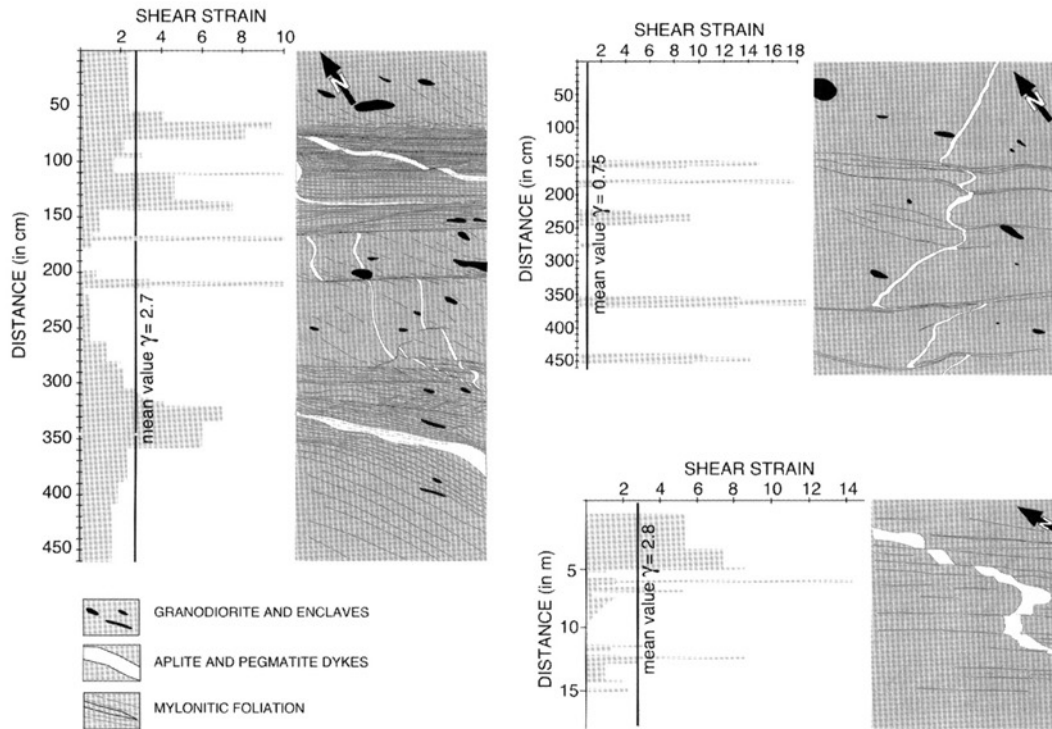 SHEAR STRAIN
2 4 6 8 10
DISTANCE (in cm)
50
100
150
200
250
300
350
400
450
mean value γ = 2.7
N
SHEAR STRAIN
2 4 6 8 10 12 14 16 18
DISTANCE (in cm)
0
50
100
150
200
250
300
350
400
450
mean value γ = 0.75
N
SHEAR STRAIN
2 4 6 8 10 12 14
DISTANCE (in m)
5
10
15
mean value γ = 2.8
N
GRANODIORITE AND ENCLAVES
APLITE AND PEGMATITE DYKES
MYLONITIC FOLIATION